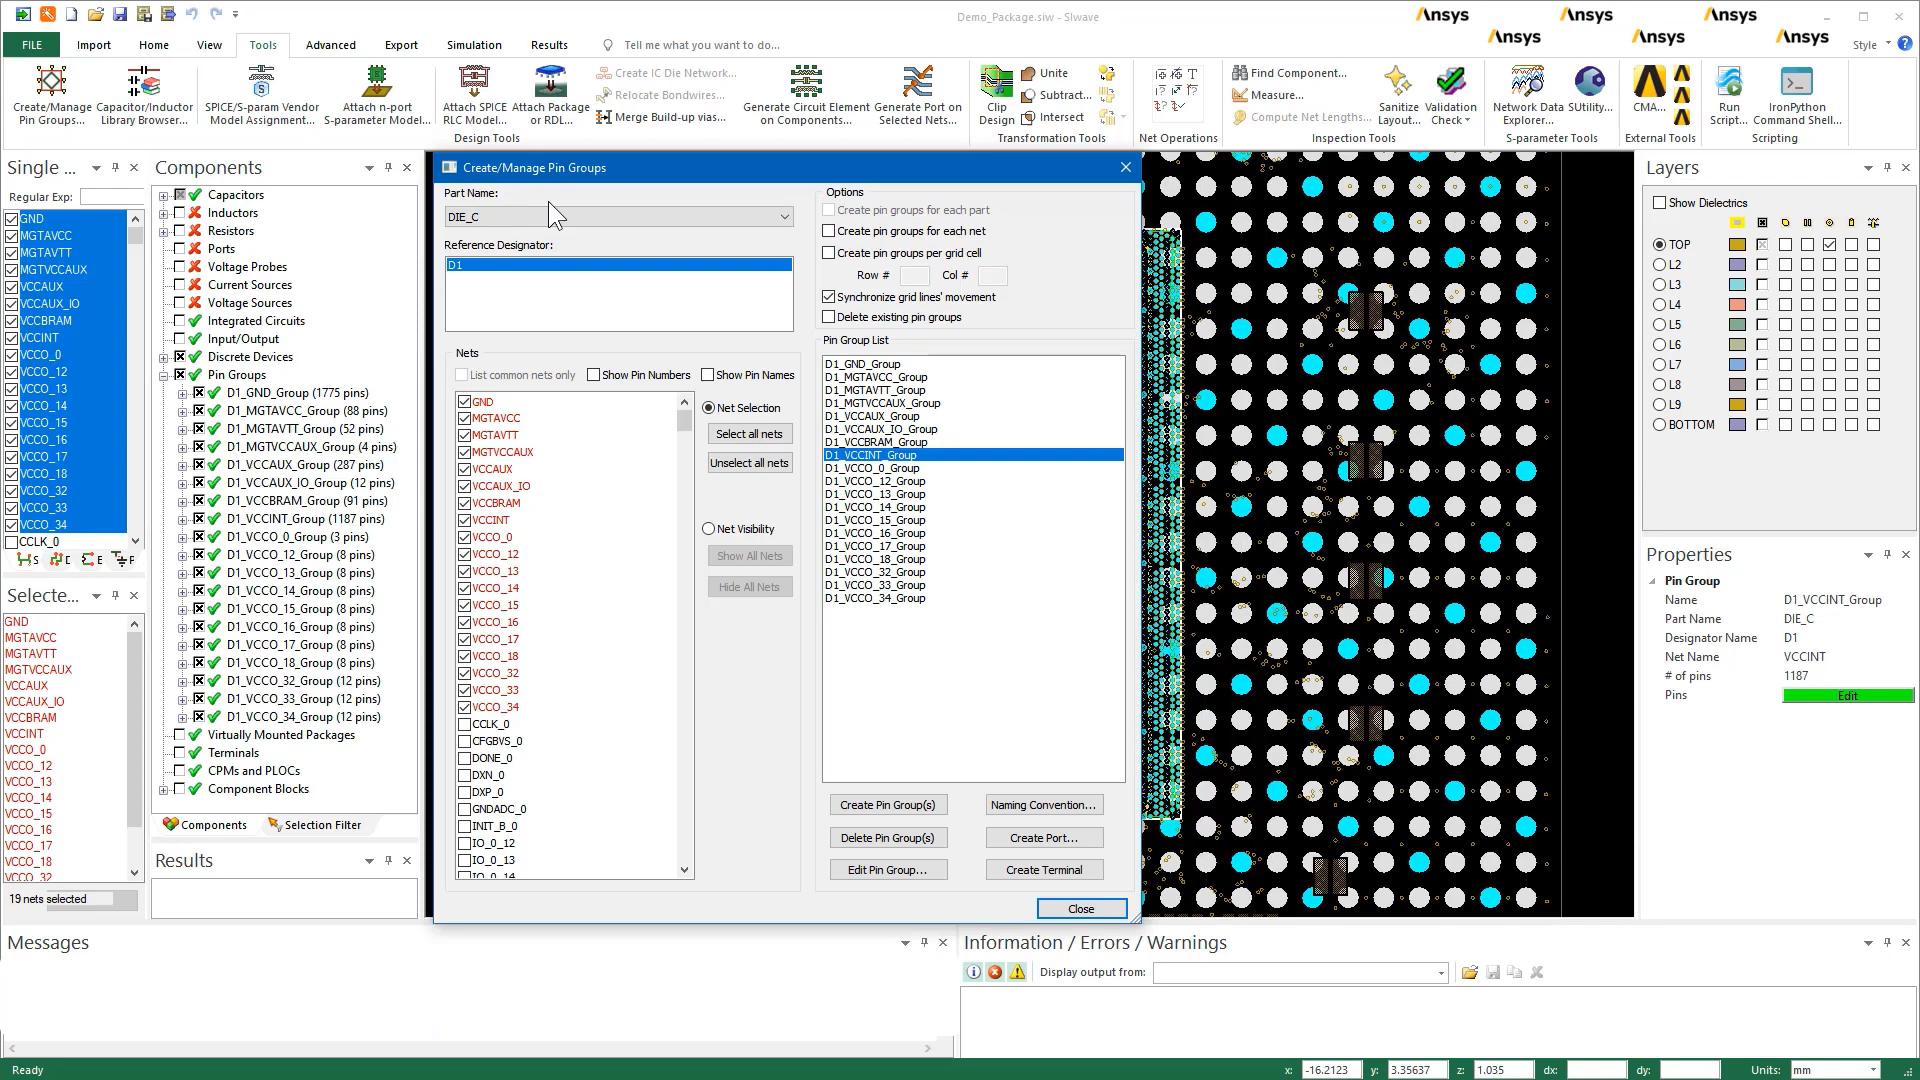 Demo_Package.siw - SIwave
Ansys
Ansys
Ansys
Ansys
Ansys
Ansys
FILE
Import
Home
View
Tools
Advanced
Export
Simulation
Results
Tell me what you want to do...
Style
Create/Manage Pin Groups...
Capacitor/Inductor Library Browser...
SPICE/S-param Vendor Model Assignment...
Attach n-port S-parameter Model...
Attach SPICE RLC Model...
Attach Package or RDL...
Create IC Die Network...
Relocate Bondwires...
Merge Build-up vias...
Generate Circuit Element on Components...
Generate Port on Selected Nets...
Design Tools
Clip Design
Unite
Subtract...
Intersect
Transformation Tools
Net Operations
Find Component...
Measure...
Compute Net Lengths...
Sanitize Layout...
Validation Check
Inspection Tools
Network Data Explorer...
Utility...
S-parameter Tools
CMA...
External Tools
Run Script...
IronPython Command Shell...
Scripting
Single ...
Regular Exp:
GND
MGTAVCC
MGTAVTT
MGTVCCAUX
VCCAUX
VCCAUX_IO
VCCBRAM
VCCINT
VCCO_0
VCCO_12
VCCO_13
VCCO_14
VCCO_15
VCCO_16
VCCO_17
VCCO_18
VCCO_32
VCCO_33
VCCO_34
CCLK_0
S
E
E
F
Selecte...
GND
MGTAVCC
MGTAVTT
MGTVCCAUX
VCCAUX
VCCAUX_IO
VCCBRAM
VCCINT
VCCO_0
VCCO_12
VCCO_13
VCCO_14
VCCO_15
VCCO_16
VCCO_17
VCCO_18
VCCO_32
19 nets selected
Components
Capacitors
Inductors
Resistors
Ports
Voltage Probes
Current Sources
Voltage Sources
Integrated Circuits
Input/Output
Discrete Devices
Pin Groups
D1_GND_Group (1775 pins)
D1_MGTAVCC_Group (88 pins)
D1_MGTAVTT_Group (52 pins)
D1_MGTVCCAUX_Group (4 pins)
D1_VCCAUX_Group (287 pins)
D1_VCCAUX_IO_Group (12 pins)
D1_VCCBRAM_Group (91 pins)
D1_VCCINT_Group (1187 pins)
D1_VCCO_0_Group (3 pins)
D1_VCCO_12_Group (8 pins)
D1_VCCO_13_Group (8 pins)
D1_VCCO_14_Group (8 pins)
D1_VCCO_15_Group (8 pins)
D1_VCCO_16_Group (8 pins)
D1_VCCO_17_Group (8 pins)
D1_VCCO_18_Group (8 pins)
D1_VCCO_32_Group (12 pins)
D1_VCCO_33_Group (12 pins)
D1_VCCO_34_Group (12 pins)
Virtually Mounted Packages
Terminals
CPMs and PLOCs
Component Blocks
Components
Selection Filter
Results
Create/Manage Pin Groups
Part Name:
DIE_C
Reference Designator:
D1
Options
Create pin groups for each part
Create pin groups for each net
Create pin groups per grid cell
Row #
Col #
Synchronize grid lines' movement
Delete existing pin groups
Nets
List common nets only
Show Pin Numbers
Show Pin Names
GND
MGTAVCC
MGTAVTT
MGTVCCAUX
VCCAUX
VCCAUX_IO
VCCBRAM
VCCINT
VCCO_0
VCCO_12
VCCO_13
VCCO_14
VCCO_15
VCCO_16
VCCO_17
VCCO_18
VCCO_32
VCCO_33
VCCO_34
CCLK_0
CFGBVS_0
DONE_0
DXN_0
DXP_0
GNDADC_0
INIT_B_0
IO_0_12
IO_0_13
IO_0_14
Net Selection
Select all nets
Unselect all nets
Net Visibility
Show All Nets
Hide All Nets
Pin Group List
D1_GND_Group
D1_MGTAVCC_Group
D1_MGTAVTT_Group
D1_MGTVCCAUX_Group
D1_VCCAUX_Group
D1_VCCAUX_IO_Group
D1_VCCBRAM_Group
D1_VCCINT_Group
D1_VCCO_0_Group
D1_VCCO_12_Group
D1_VCCO_13_Group
D1_VCCO_14_Group
D1_VCCO_15_Group
D1_VCCO_16_Group
D1_VCCO_17_Group
D1_VCCO_18_Group
D1_VCCO_32_Group
D1_VCCO_33_Group
D1_VCCO_34_Group
Create Pin Group(s)
Naming Convention...
Delete Pin Group(s)
Create Port...
Edit Pin Group...
Create Terminal
Close
Layers
Show Dielectrics
TOP
L2
L3
L4
L5
L6
L7
L8
L9
BOTTOM
Properties
Pin Group
Name D1_VCCINT_Group
Part Name DIE_C
Designator Name D1
Net Name VCCINT
# of pins 1187
Pins Edit
Messages
Information / Errors / Warnings
Display output from:
Ready
x: -16.2123 y: 3.35637 z: 1.035 dx: dy: Units: mm